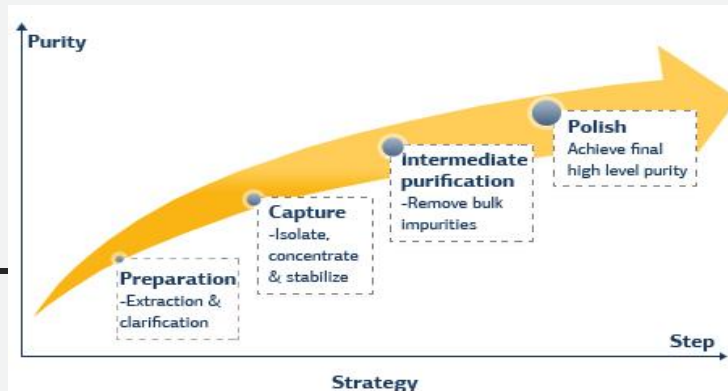 Purity
Polish
Achieve final
high level purity
Intermediate
purification
-Remove bulk
impurities
Capture
-Isolate,
concentrate
& stabilize
Preparation
-Extraction &
clarification
Step
Strategy